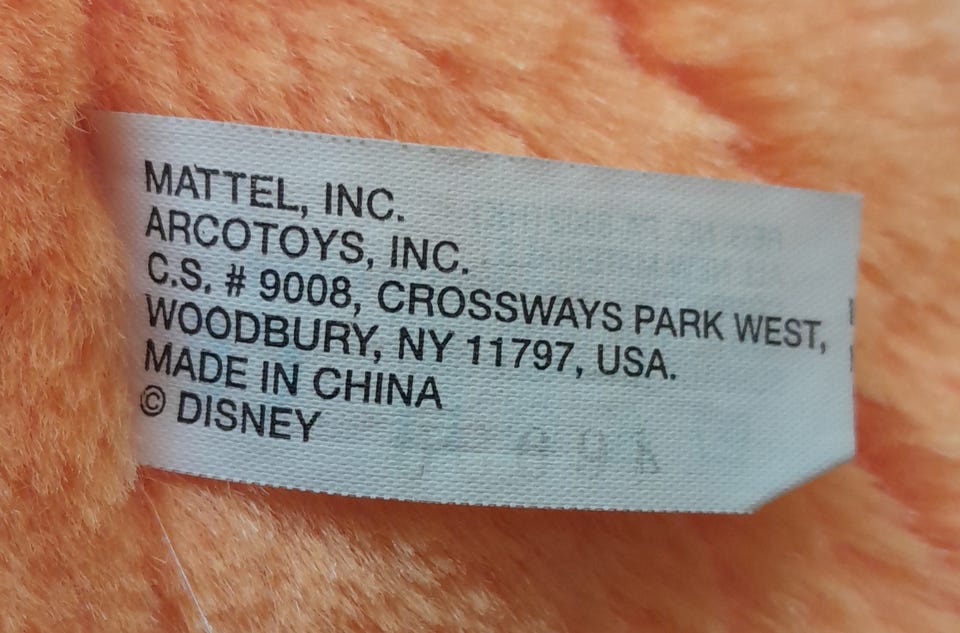 MATTEL, INC.
ARCOTOYS, INC.
C.S. # 9008, CROSSWAYS PARK WEST,
WOODBURY, NY 11797, USA.
MADE IN CHINA
© DISNEY